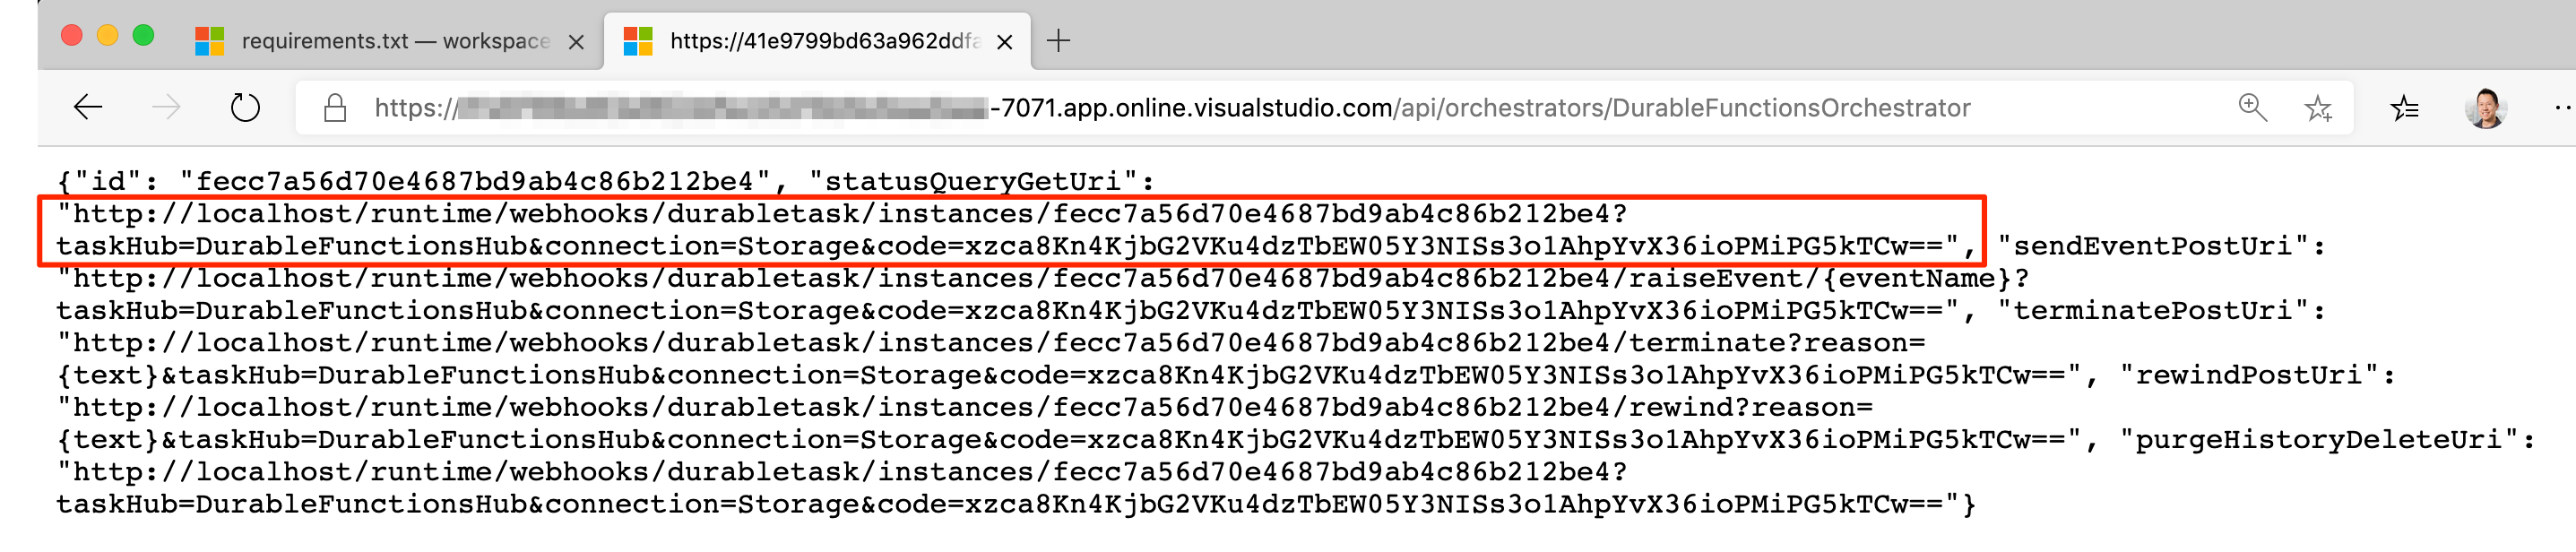 requirements.txt — workspace
https://41e9799bd63a962ddfa
https://-7071.app.online.visualstudio.com/api/orchestrators/DurableFunctionsOrchestrator
{"id": "fecc7a56d70e4687bd9ab4c86b212be4", "statusQueryGetUri":
"http://localhost/runtime/webhooks/durabletask/instances/fecc7a56d70e4687bd9ab4c86b212be4?
taskHub=DurableFunctionsHub&connection=Storage&code=xzca8Kn4KjbG2VKu4dzTbEW05Y3NISs3o1AhpYvX36ioPMiPG5kTCw==", "sendEventPostUri":
"http://localhost/runtime/webhooks/durabletask/instances/fecc7a56d70e4687bd9ab4c86b212be4/raiseEvent/{eventName}?
taskHub=DurableFunctionsHub&connection=Storage&code=xzca8Kn4KjbG2VKu4dzTbEW05Y3NISs3o1AhpYvX36ioPMiPG5kTCw==", "terminatePostUri":
"http://localhost/runtime/webhooks/durabletask/instances/fecc7a56d70e4687bd9ab4c86b212be4/terminate?reason=
{text}&taskHub=DurableFunctionsHub&connection=Storage&code=xzca8Kn4KjbG2VKu4dzTbEW05Y3NISs3o1AhpYvX36ioPMiPG5kTCw==", "rewindPostUri":
"http://localhost/runtime/webhooks/durabletask/instances/fecc7a56d70e4687bd9ab4c86b212be4/rewind?reason=
{text}&taskHub=DurableFunctionsHub&connection=Storage&code=xzca8Kn4KjbG2VKu4dzTbEW05Y3NISs3o1AhpYvX36ioPMiPG5kTCw==", "purgeHistoryDeleteUri":
"http://localhost/runtime/webhooks/durabletask/instances/fecc7a56d70e4687bd9ab4c86b212be4?
taskHub=DurableFunctionsHub&connection=Storage&code=xzca8Kn4KjbG2VKu4dzTbEW05Y3NISs3o1AhpYvX36ioPMiPG5kTCw=="}